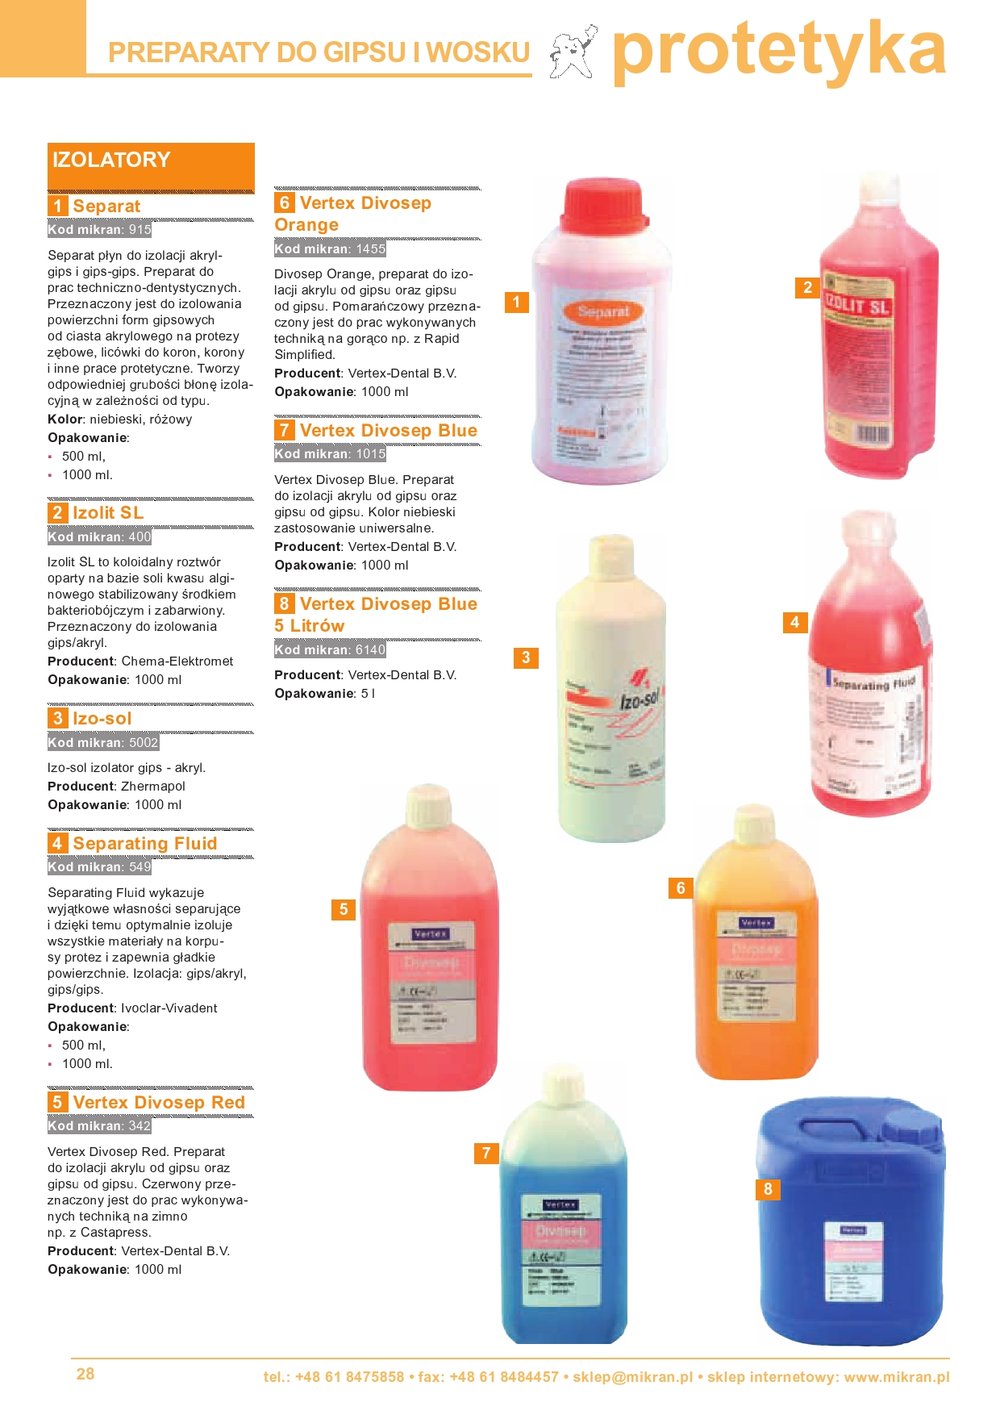 PREPARATY DO GIPSU I WOSKU
protetyka
IZOLATORY
1 Separat
Kod mikran: 915
Separat płyn do izolacji akryl-
gips i gips-gips. Preparat do
prac techniczno-dentystycznych.
Przeznaczony jest do izolowania
powierzchni form gipsowych
od ciasta akrylowego na protezy
zębowe, licówki do koron, korony
i inne prace protetyczne. Tworzy
odpowiedniej grubości błonę izola-
cyjną w zależności od typu.
Kolor: niebieski, różowy
Opakowanie:
▪ 500 ml,
▪ 1000 ml.
2 Izolit SL
Kod mikran: 400
Izolit SL to koloidalny roztwór
oparty na bazie soli kwasu algi-
nowego stabilizowany środkiem
bakteriobójczym i zabarwiony.
Przeznaczony do izolowania
gips/akryl.
Producent: Chema-Elektromet
Opakowanie: 1000 ml
3 Izo-sol
Kod mikran: 5002
Izo-sol izolator gips - akryl.
Producent: Zhermapol
Opakowanie: 1000 ml
4 Separating Fluid
Kod mikran: 549
Separating Fluid wykazuje
wyjątkowe własności separujące
i dzięki temu optymalnie izoluje
wszystkie materiały na korpu-
sy protez i zapewnia gładkie
powierzchnie. Izolacja: gips/akryl,
gips/gips.
Producent: Ivoclar-Vivadent
Opakowanie:
▪ 500 ml,
▪ 1000 ml.
5 Vertex Divosep Red
Kod mikran: 342
Vertex Divosep Red. Preparat
do izolacji akrylu od gipsu oraz
gipsu od gipsu. Czerwony prze-
znaczony jest do prac wykonywa-
nych techniką na zimno
np. z Castapress.
Producent: Vertex-Dental B.V.
Opakowanie: 1000 ml
6 Vertex Divosep
Orange
Kod mikran: 1455
Divosep Orange, preparat do izo-
lacji akrylu od gipsu oraz gipsu
od gipsu. Pomarańczowy przezna-
czony jest do prac wykonywanych
techniką na gorąco np. z Rapid
Simplified.
Producent: Vertex-Dental B.V.
Opakowanie: 1000 ml
7 Vertex Divosep Blue
Kod mikran: 1015
Vertex Divosep Blue. Preparat
do izolacji akrylu od gipsu oraz
gipsu od gipsu. Kolor niebieski
zastosowanie uniwersalne.
Producent: Vertex-Dental B.V.
Opakowanie: 1000 ml
8 Vertex Divosep Blue
5 Litrów
Kod mikran: 6140
Producent: Vertex-Dental B.V.
Opakowanie: 5 l
1
Separat
2
IZOLIT SL
3
Izo-sol
4
Separating Fluid
5
Vertex
Divosep
6
Vertex
Divosep
7
Vertex
Divosep
8
Vertex
28
tel.: +48 61 8475858 • fax: +48 61 8484457 • sklep@mikran.pl • sklep internetowy: www.mikran.pl